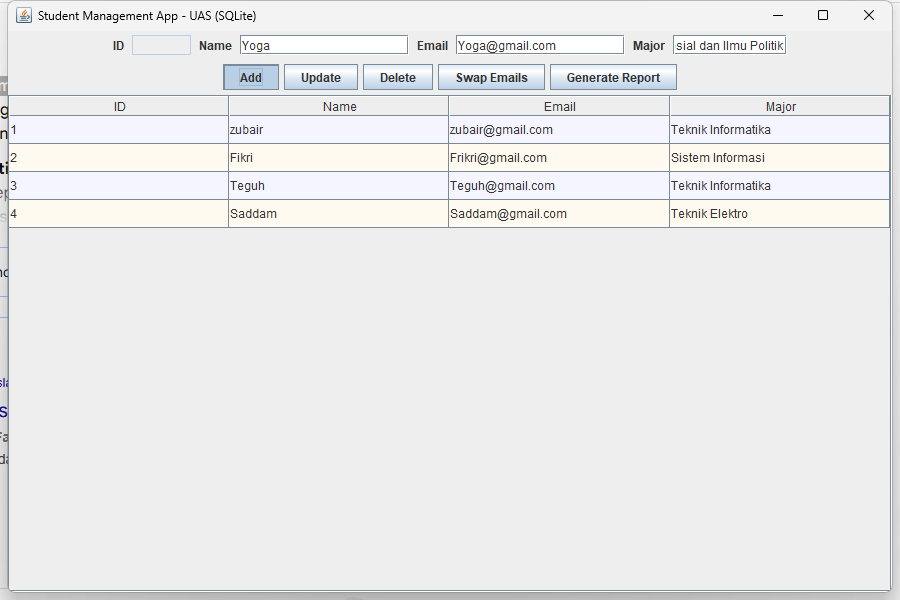 Student Management App - UAS (SQLite)
ID Name Yoga Email Yoga@gmail.com Major sial dan Ilmu Politik
Add Update Delete Swap Emails Generate Report
ID Name Email Major
1 zubair zubair@gmail.com Teknik Informatika
2 Fikri Frikri@gmail.com Sistem Informasi
3 Teguh Teguh@gmail.com Teknik Informatika
4 Saddam Saddam@gmail.com Teknik Elektro